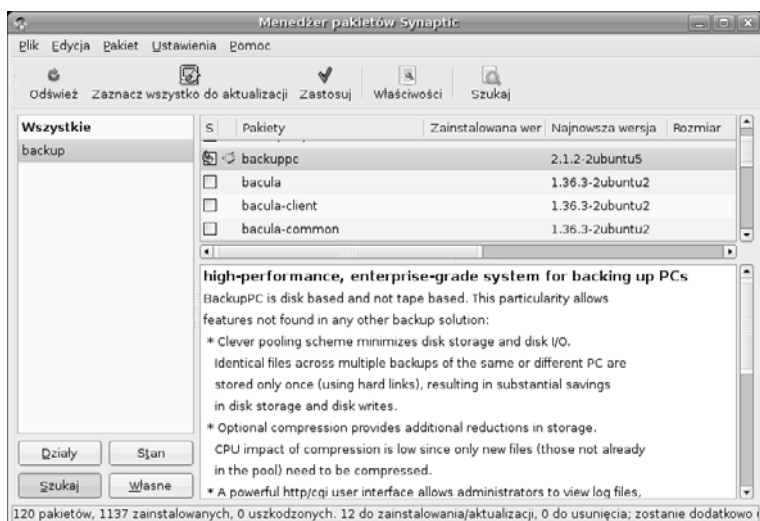 Menedżer pakietów Synaptic
Plik Edycja Pakiet Ustawienia Pomoc
Odśwież Zaznacz wszystko do aktualizacji Zastosuj Właściwości Szukaj
Wszystkie
backup
S Pakiety Zainstalowana wer Najnowsza wersja Rozmiar
backuppc 2.1.2-2ubuntu5
bacula 1.36.3-2ubuntu2
bacula-client 1.36.3-2ubuntu2
bacula-common 1.36.3-2ubuntu2
high-performance, enterprise-grade system for backing up PCs
BackupPC is disk based and not tape based. This particularity allows
features not found in any other backup solution:
* Clever pooling scheme minimizes disk storage and disk I/O.
Identical files across multiple backups of the same or different PC are
stored only once (using hard links), resulting in substantial savings
in disk storage and disk writes.
* Optional compression provides additional reductions in storage.
CPU impact of compression is low since only new files (those not already
in the pool) need to be compressed.
* A powerful http/cgi user interface allows administrators to view log files,
Działy Stan
Szukaj Własne
120 pakietów, 1137 zainstalowanych, 0 uszkodzonych. 12 do zainstalowania/aktualizacji, 0 do usunięcia; zostanie dodatkowo